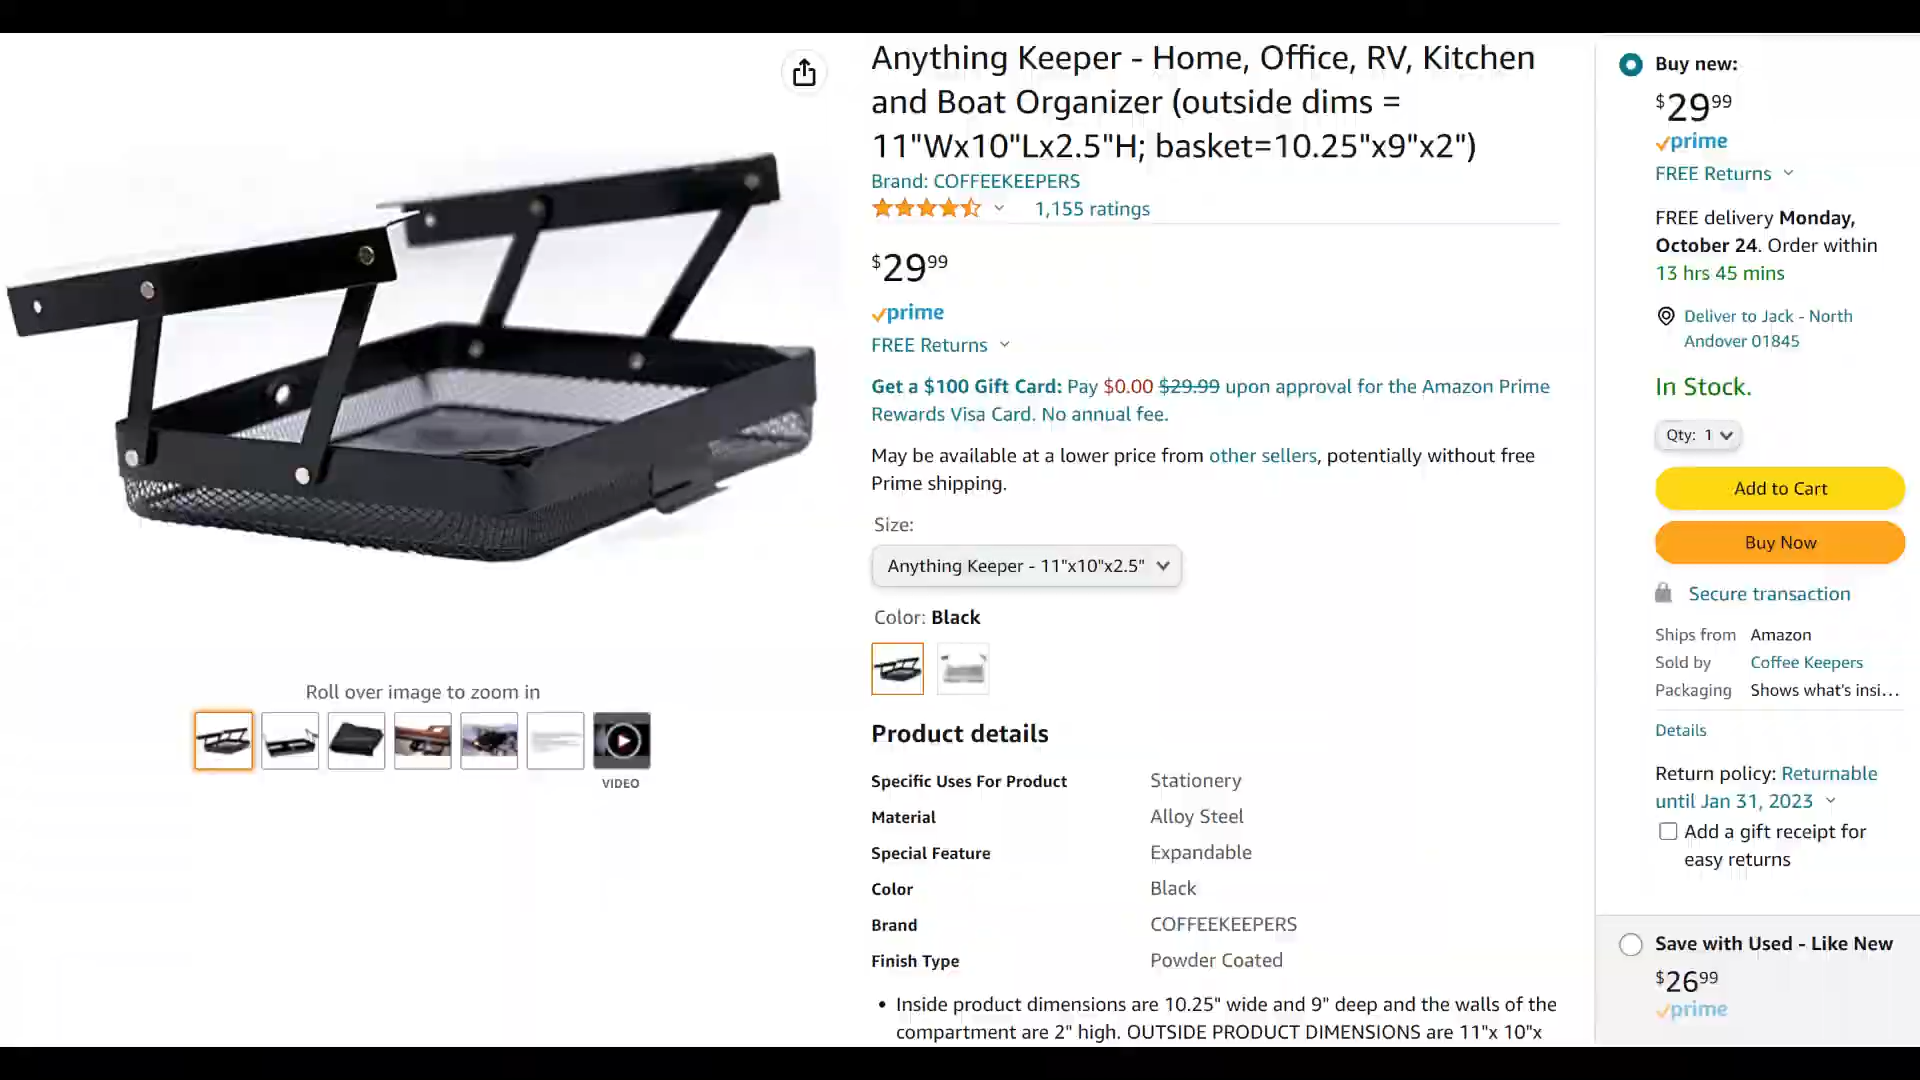 Anything Keeper - Home, Office, RV, Kitchen
and Boat Organizer (outside dims =
11"Wx10"Lx2.5"H; basket=10.25"x9"x2")
Brand: COFFEEKEEPERS
1,155 ratings
$29 99
prime
FREE Returns
Get a $100 Gift Card: Pay $0.00 $29.99 upon approval for the Amazon Prime
Rewards Visa Card. No annual fee.
May be available at a lower price from other sellers, potentially without free
Prime shipping.
Size:
Anything Keeper - 11"x10"x2.5"
Color: Black
Roll over image to zoom in
VIDEO
Product details
Specific Uses For Product Stationery
Material Alloy Steel
Special Feature Expandable
Color Black
Brand COFFEEKEEPERS
Finish Type Powder Coated
• Inside product dimensions are 10.25" wide and 9" deep and the walls of the
compartment are 2" high. OUTSIDE PRODUCT DIMENSIONS are 11"x 10"x
Buy new:
$29 99
prime
FREE Returns
FREE delivery Monday,
October 24. Order within
13 hrs 45 mins
Deliver to Jack - North
Andover 01845
In Stock.
Qty: 1
Add to Cart
Buy Now
Secure transaction
Ships from Amazon
Sold by Coffee Keepers
Packaging Shows what's insi...
Details
Return policy: Returnable
until Jan 31, 2023
Add a gift receipt for
easy returns
Save with Used - Like New
$26 99
prime